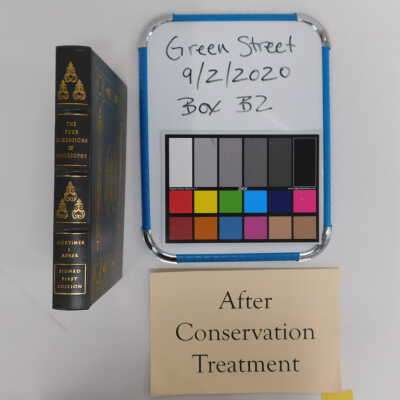 THE
FOUR
DIMENSIONS
OF
PHILOSOPHY
MORTIMER
J.
ADLER
SIGNED
FIRST
EDITION
Green Street
9/2/2020
Box B2
After
Conservation
Treatment